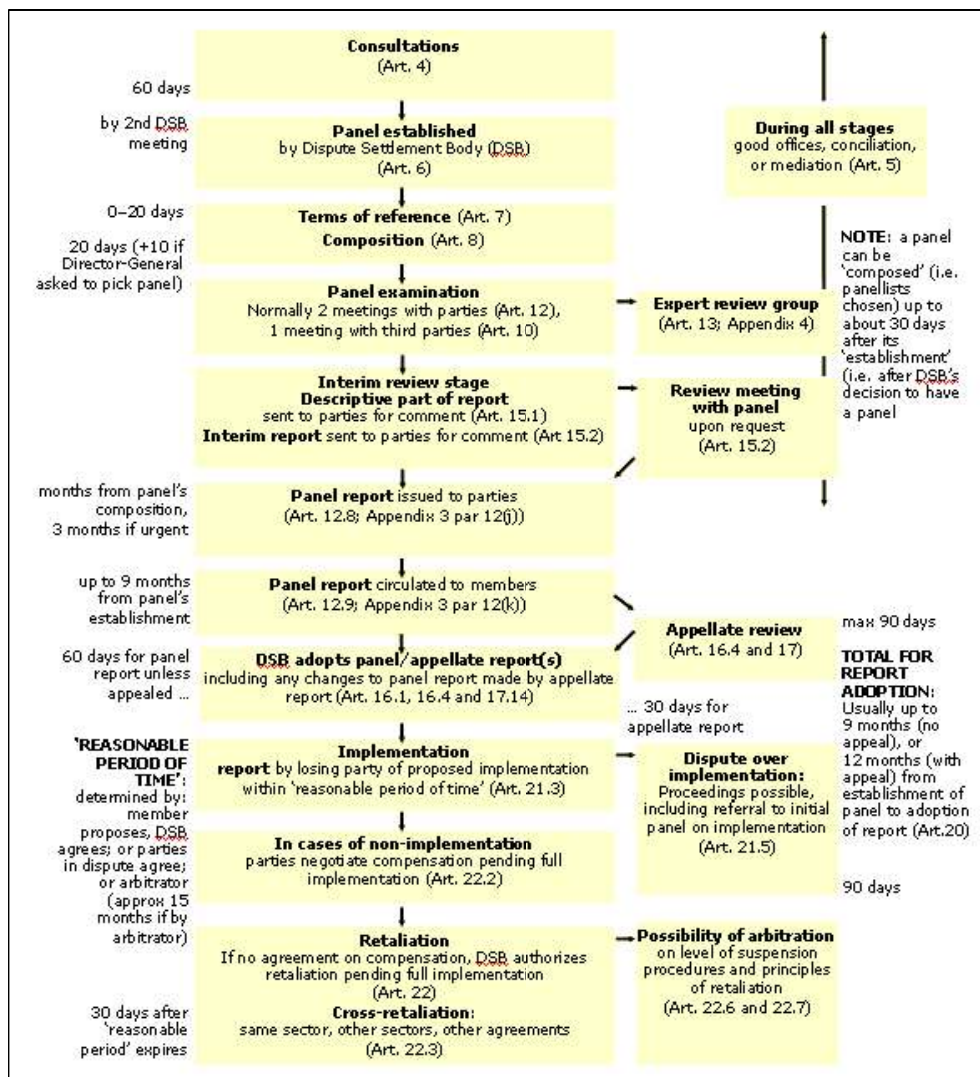 Consultations
(Art. 4)
60 days
by 2nd DSB
meeting
Panel established
by Dispute Settlement Body (DSB)
(Art. 6)
During all stages
good offices, conciliation,
or mediation (Art. 5)
0–20 days
Terms of reference (Art. 7)
Composition (Art. 8)
20 days (+10 if
Director-General
asked to pick panel)
NOTE: a panel
can be
‘composed’ (i.e.
panellists
chosen) up to
about 30 days
after its
‘establishment’
(i.e. after DSB’s
decision to have
a panel
Panel examination
Normally 2 meetings with parties (Art. 12),
1 meeting with third parties (Art. 10)
Expert review group
(Art. 13; Appendix 4)
Interim review stage
Descriptive part of report
sent to parties for comment (Art. 15.1)
Interim report sent to parties for comment (Art 15.2)
Review meeting
with panel
upon request
(Art. 15.2)
months from panel’s
composition,
3 months if urgent
Panel report issued to parties
(Art. 12.8; Appendix 3 par 12(j))
up to 9 months
from panel’s
establishment
Panel report circulated to members
(Art. 12.9; Appendix 3 par 12(k))
Appellate review
(Art. 16.4 and 17)
max 90 days
60 days for panel
report unless
appealed ...
DSB adopts panel/appellate report(s)
including any changes to panel report made by appellate
report (Art. 16.1, 16.4 and 17.14)
... 30 days for
appellate report
TOTAL FOR
REPORT
ADOPTION:
Usually up to
9 months (no
appeal), or
12 months (with
appeal) from
establishment of
panel to adoption
of report (Art.20)
‘REASONABLE
PERIOD OF
TIME’:
determined by:
member
proposes, DSB
agrees; or parties
in dispute agree;
or arbitrator
(approx 15
months if by
arbitrator)
Implementation
report by losing party of proposed implementation
within ‘reasonable period of time’ (Art. 21.3)
Dispute over
implementation:
Proceedings possible,
including referral to initial
panel on implementation
(Art. 21.5)
In cases of non-implementation
parties negotiate compensation pending full
implementation (Art. 22.2)
90 days
Retaliation
If no agreement on compensation, DSB authorizes
retaliation pending full implementation
(Art. 22)
Cross-retaliation:
same sector, other sectors, other agreements
(Art. 22.3)
Possibility of arbitration
on level of suspension
procedures and principles
of retaliation
(Art. 22.6 and 22.7)
30 days after
‘reasonable
period’ expires